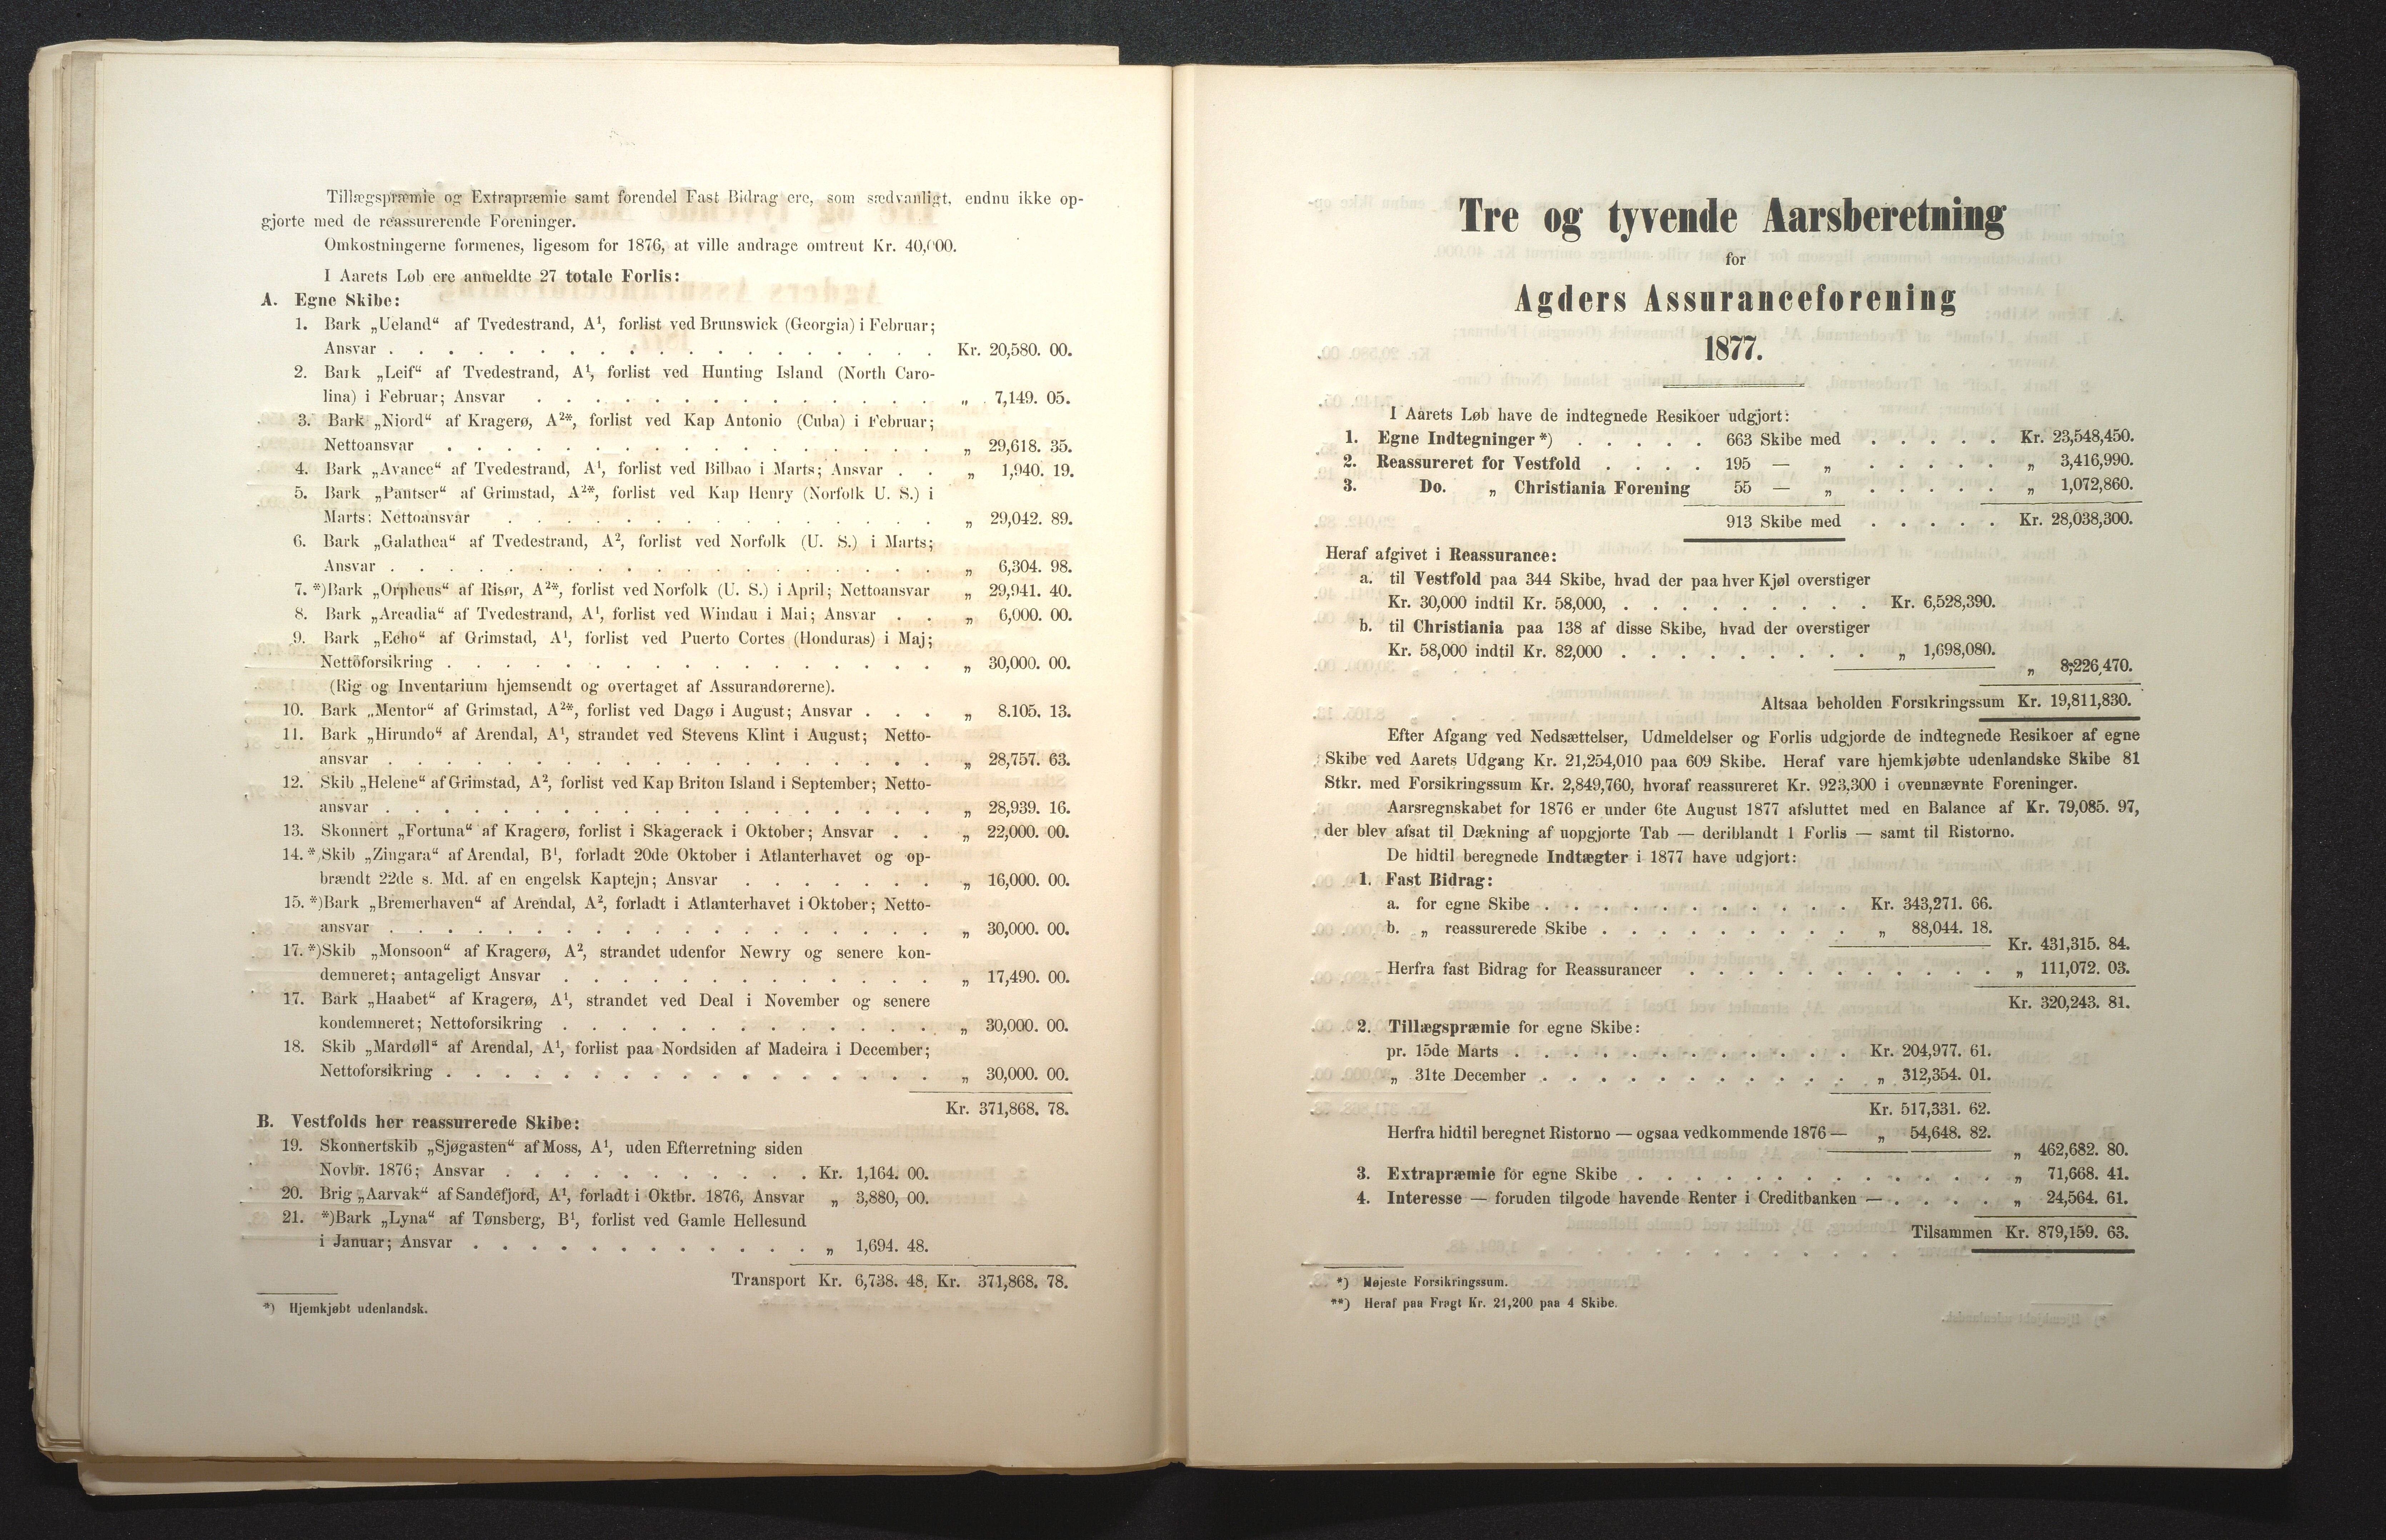 Tillægspræmie og Extrapræmie samt forendel Fast Bidrag ere, som sædvanligt, endnu ikke op-
gjorte med de reassurerende Foreninger.
Omkostningerne formenes, ligesom for 1876, at ville andrage omtrent Kr. 40,000.
I Aarets Løb ere anmeldte 27 totale Forlis:
A. Egne Skibe:
1. Bark „Ueland“ af Tvedestrand, A¹, forlist ved Brunswick (Georgia) i Februar;
Ansvar . . . . . . . . . . . . . . . . . . . Kr. 20,580. 00.
2. Bark „Leif“ af Tvedestrand, A¹, forlist ved Hunting Island (North Caro-
lina) i Februar; Ansvar . . . . . . . . . . . . . . „ 7,149. 05.
3. Bark „Niord“ af Kragerø, A²*, forlist ved Kap Antonio (Cuba) i Februar;
Nettoansvar . . . . . . . . . . . . . . . . . „ 29,618. 35.
4. Bark „Avance“ af Tvedestrand, A¹, forlist ved Bilbao i Marts; Ansvar . . „ 1,940. 19.
5. Bark „Pantser“ af Grimstad, A²*, forlist ved Kap Henry (Norfolk U. S.) i
Marts; Nettoansvar . . . . . . . . . . . . . . . „ 29,042. 89.
6. Bark „Galathea“ af Tvedestrand, A², forlist ved Norfolk (U. S.) i Marts;
Ansvar . . . . . . . . . . . . . . . . . . . „ 6,304. 98.
7. *)Bark „Orpheus“ af Risør, A²*, forlist ved Norfolk (U. S.) i April; Nettoansvar „ 29,941. 40.
8. Bark „Arcadia“ af Tvedestrand, A¹, forlist ved Windau i Mai; Ansvar . . „ 6,000. 00.
9. Bark „Echo“ af Grimstad, A¹, forlist ved Puerto Cortes (Honduras) i Maj;
Nettoforsikring . . . . . . . . . . . . . . . . . „ 30,000. 00.
(Rig og Inventarium hjemsendt og overtaget af Assurandørerne).
10. Bark „Mentor“ af Grimstad, A²*, forlist ved Dagø i August; Ansvar . . . „ 8.105. 13.
11. Bark „Hirundo“ af Arendal, A¹, strandet ved Stevens Klint i August; Netto-
ansvar . . . . . . . . . . . . . . . . . . . „ 28,757. 63.
12. Skib „Helene“ af Grimstad, A², forlist ved Kap Briton Island i September; Netto-
ansvar . . . . . . . . . . . . . . . . . . . „ 28,939. 16.
13. Skonnert „Fortuna“ af Kragerø, forlist i Skagerack i Oktober; Ansvar . . „ 22,000. 00.
14. * Skib „Zingara“ af Arendal, B¹, forladt 20de Oktober i Atlanterhavet og op-
brændt 22de s. Md. af en engelsk Kaptejn; Ansvar . . . . . . . „ 16,000. 00.
15. *)Bark „Bremerhaven“ af Arendal, A², forladt i Atlanterhavet i Oktober; Netto-
ansvar . . . . . . . . . . . . . . . . . . . „ 30,000. 00.
17. *)Skib „Monsoon“ af Kragerø, A², strandet udenfor Newry og senere kon-
demneret; antageligt Ansvar . . . . . . . . . . . . . „ 17,490. 00.
17. Bark „Haabet“ af Kragerø, A¹, strandet ved Deal i November og senere
kondemneret; Nettoforsikring . . . . . . . . . . . . . „ 30,000. 00.
18. Skib „Mardøll“ af Arendal, A¹, forlist paa Nordsiden af Madeira i December;
Nettoforsikring . . . . . . . . . . . . . . . . . „ 30,000. 00.
Kr. 371,868. 78.
B. Vestfolds her reassurerede Skibe:
19. Skonnertskib „Sjøgasten“ af Moss, A¹, uden Efterretning siden
Novbr. 1876; Ansvar . . . . . . . . . . . Kr. 1,164. 00.
20. Brig „Aarvak“ af Sandefjord, A¹, forladt i Oktbr. 1876, Ansvar „ 3,880, 00.
21. *)Bark „Lyna“ af Tønsberg, B¹, forlist ved Gamle Hellesund
i Januar; Ansvar . . . . . . . . . . . . . „ 1,694. 48.
Transport Kr. 6,738. 48. Kr. 371,868. 78.
*) Hjemkjøbt udenlandsk.
Tre og tyvende Aarsberetning
for
Agders Assuranceforening
1877.
I Aarets Løb have de indtegnede Resikoer udgjort:
1. Egne Indtegninger *) . . . . . 663 Skibe med . . . . . Kr. 23,548,450.
2. Reassureret for Vestfold . . . . 195 — „ . . . . . „ 3,416,990.
3. Do. „ Christiania Forening 55 — „ . . . . . „ 1,072,860.
913 Skibe med . . . . . Kr. 28,038,300.
Heraf afgivet i Reassurance:
a. til Vestfold paa 344 Skibe, hvad der paa hver Kjøl overstiger
Kr. 30,000 indtil Kr. 58,000, . . . . . . . . . Kr. 6,528,390.
b. til Christiania paa 138 af disse Skibe, hvad der overstiger
Kr. 58,000 indtil Kr. 82,000 . . . . . . . . . „ 1,698,080.
„ 8,226,470.
Altsaa beholden Forsikringssum Kr. 19,811,830.
Efter Afgang ved Nedsættelser, Udmeldelser og Forlis udgjorde de indtegnede Resikoer af egne
Skibe ved Aarets Udgang Kr. 21,254,010 paa 609 Skibe. Heraf vare hjemkjøbte udenlandske Skibe 81
Stkr. med Forsikringssum Kr. 2,849,760, hvoraf reassureret Kr. 923,300 i ovennævnte Foreninger.
Aarsregnskabet for 1876 er under 6te August 1877 afsluttet med en Balance af Kr. 79,085. 97,
der blev afsat til Dækning af uopgjorte Tab — deriblandt 1 Forlis — samt til Ristorno.
De hidtil beregnede Indtægter i 1877 have udgjort:
1. Fast Bidrag:
a. for egne Skibe . . . . . . . . . . . Kr. 343,271. 66.
b. „ reassurerede Skibe . . . . . . . . . „ 88,044. 18.
Kr. 431,315. 84.
Herfra fast Bidrag for Reassurancer . . . . . . . . . . . „ 111,072. 03.
Kr. 320,243. 81.
2. Tillægspræmie for egne Skibe:
pr. 15de Marts . . . . . . . . . . . . Kr. 204,977. 61.
„ 31te December . . . . . . . . . . . „ 312,354. 01.
Kr. 517,331. 62.
Herfra hidtil beregnet Ristorno — ogsaa vedkommende 1876 — „ 54,648. 82.
„ 462,682. 80.
3. Extrapræmie for egne Skibe . . . . . . . . . . . . . „ 71,668. 41.
4. Interesse — foruden tilgode havende Renter i Creditbanken — . . . . „ 24,564. 61.
Tilsammen Kr. 879,159. 63.
*) Højeste Forsikringssum.
**) Heraf paa Fragt Kr. 21,200 paa 4 Skibe.